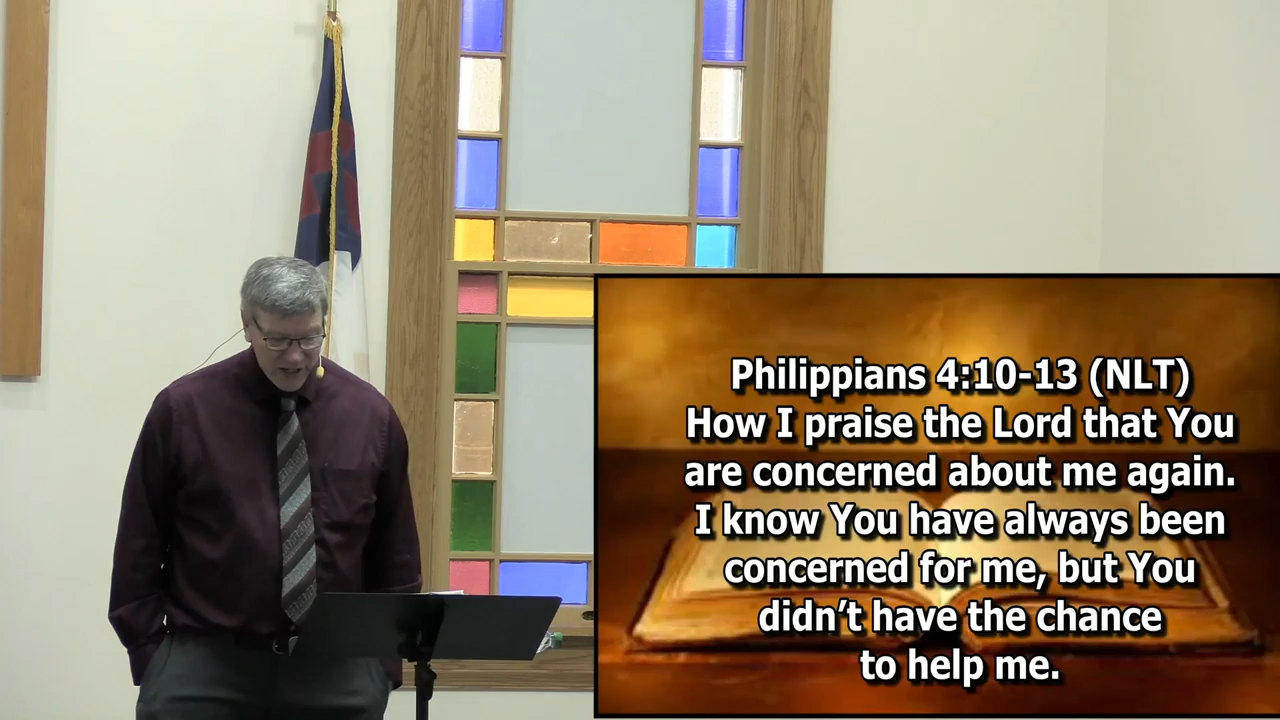 Philippians 4:10-13 (NLT)
How I praise the Lord that You
are concerned about me again.
I know You have always been
concerned for me, but You
didn’t have the chance
to help me.